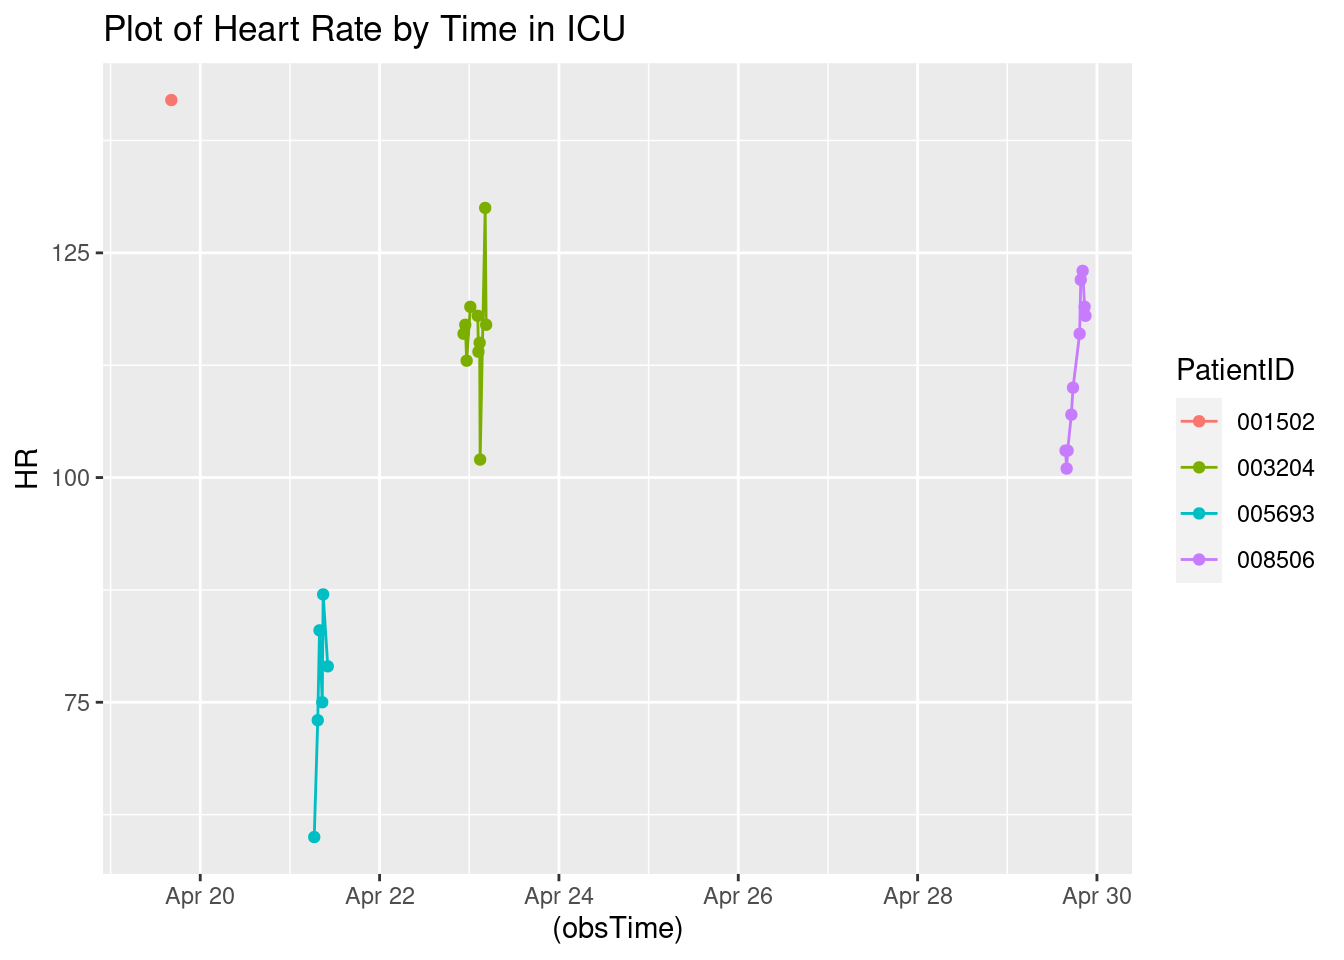 Plot of Heart Rate by Time in ICU
125
100
75
HR
Apr 20
Apr 22
Apr 24
Apr 26
Apr 28
Apr 30
(obsTime)
PatientID
001502
003204
005693
008506